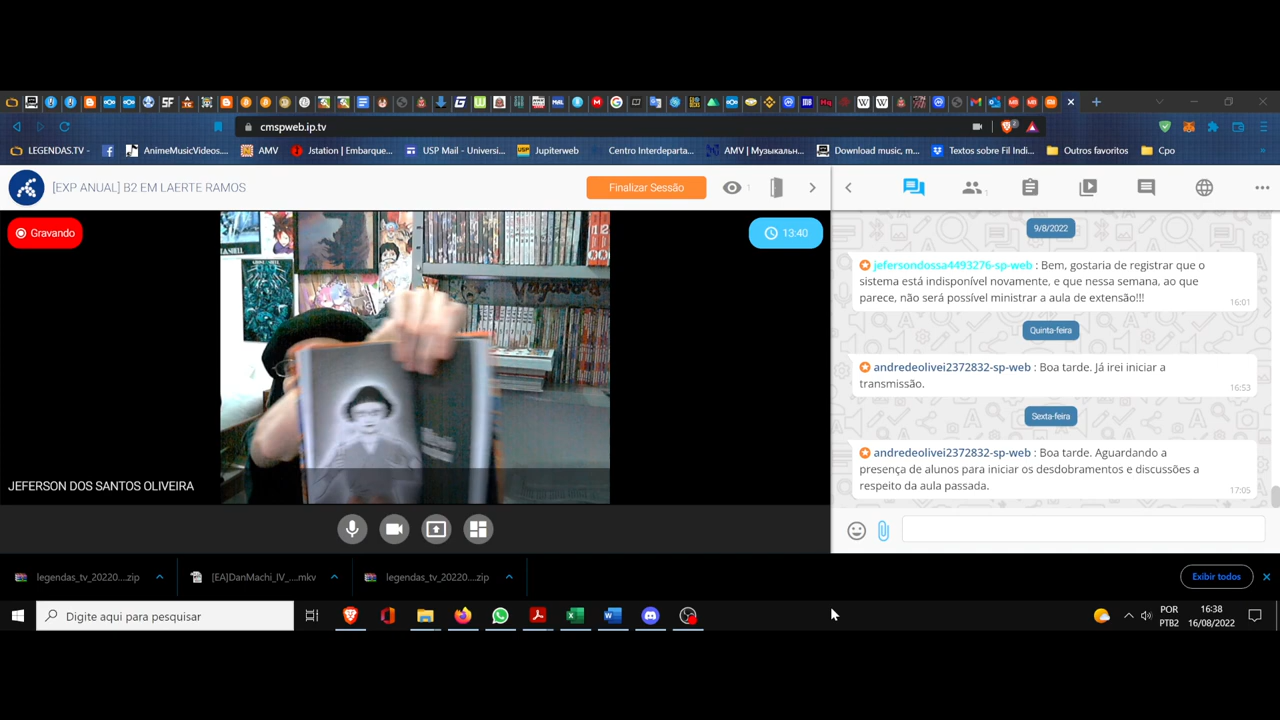 cmspweb.ip.tv
2
LEGENDAS.TV -
AnimeMusicVideos...
AMV
Jstation | Embarque...
USP Mail - Universi...
Jupiterweb
Centro Interdeparta...
AMV | Музыкальн...
Download music, m...
Textos sobre Fil Indi...
Outros favoritos
Cpo
[EXP ANUAL] B2 EM LAERTE RAMOS
Finalizar Sessão
1
1
Gravando
13:40
JEFERSON DOS SANTOS OLIVEIRA
9/8/2022
jefersondossa4493276-sp-web : Bem, gostaria de registrar que o
sistema está indisponível novamente, e que nessa semana, ao que
parece, não será possível ministrar a aula de extensão!!!
16:01
Quinta-feira
andredeolivei2372832-sp-web : Boa tarde. Já irei iniciar a
transmissão.
16:53
Sexta-feira
andredeolivei2372832-sp-web : Boa tarde. Aguardando a
presença de alunos para iniciar os desdobramentos e discussões a
respeito da aula passada.
17:05
legendas_tv_20220....zip
[EA]DanMachi_IV_....mkv
legendas_tv_20220....zip
Exibir todos
Digite aqui para pesquisar
POR
PTB2
16:38
16/08/2022